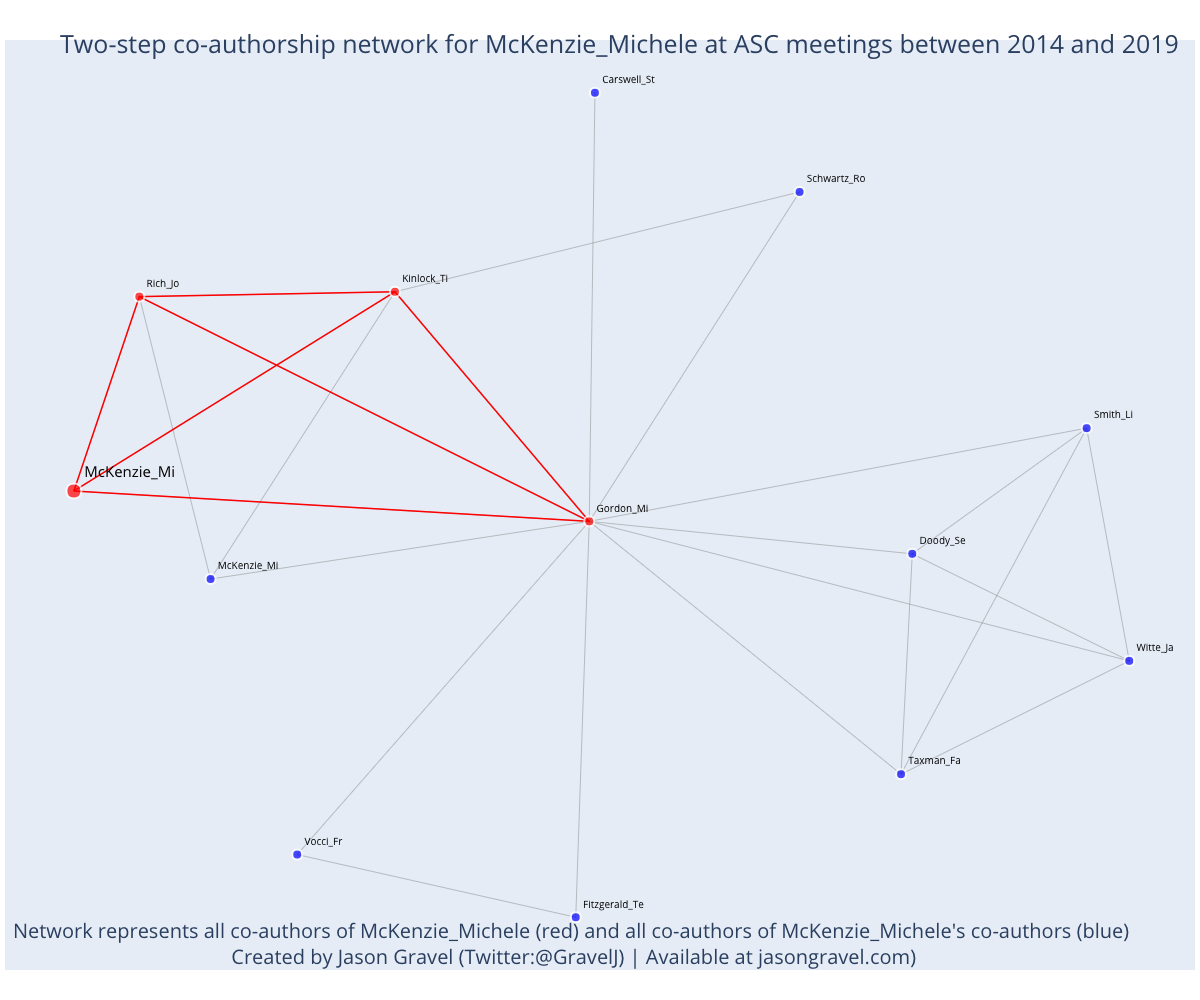 Two-step co-authorship network for McKenzie_Michele at ASC meetings between 2014 and 2019
Carswell_St
Schwartz_Ro
Kinlock_Ti
Rich_Jo
Smith_Li
McKenzie_Mi
Gordon_Mi
Doody_Se
McKenzie_Mi
Witte_Ja
Taxman_Fa
Vocci_Fr
Fitzgerald_Te
Network represents all co-authors of McKenzie_Michele (red) and all co-authors of McKenzie_Michele's co-authors (blue)
Created by Jason Gravel (Twitter:@GravelJ) | Available at jasongravel.com)